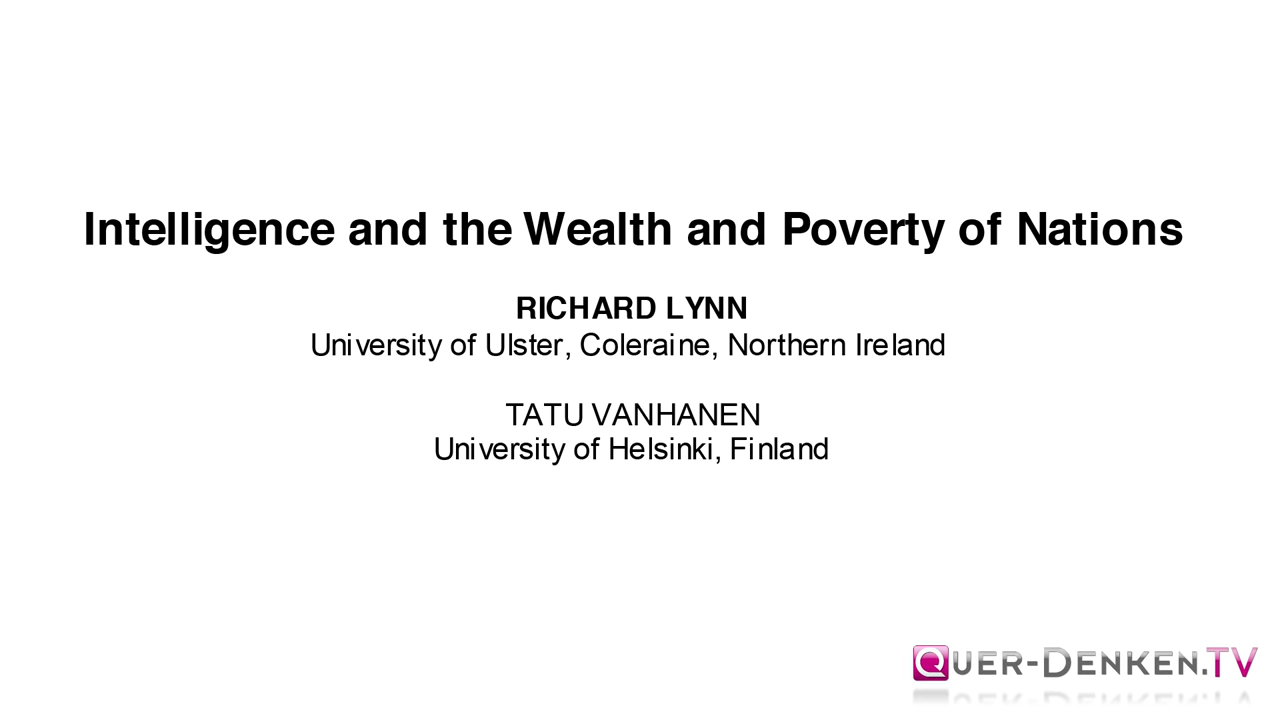 Intelligence and the Wealth and Poverty of Nations
RICHARD LYNN
University of Ulster, Coleraine, Northern Ireland
TATU VANHANEN
University of Helsinki, Finland
QUER-DENKEN.TV